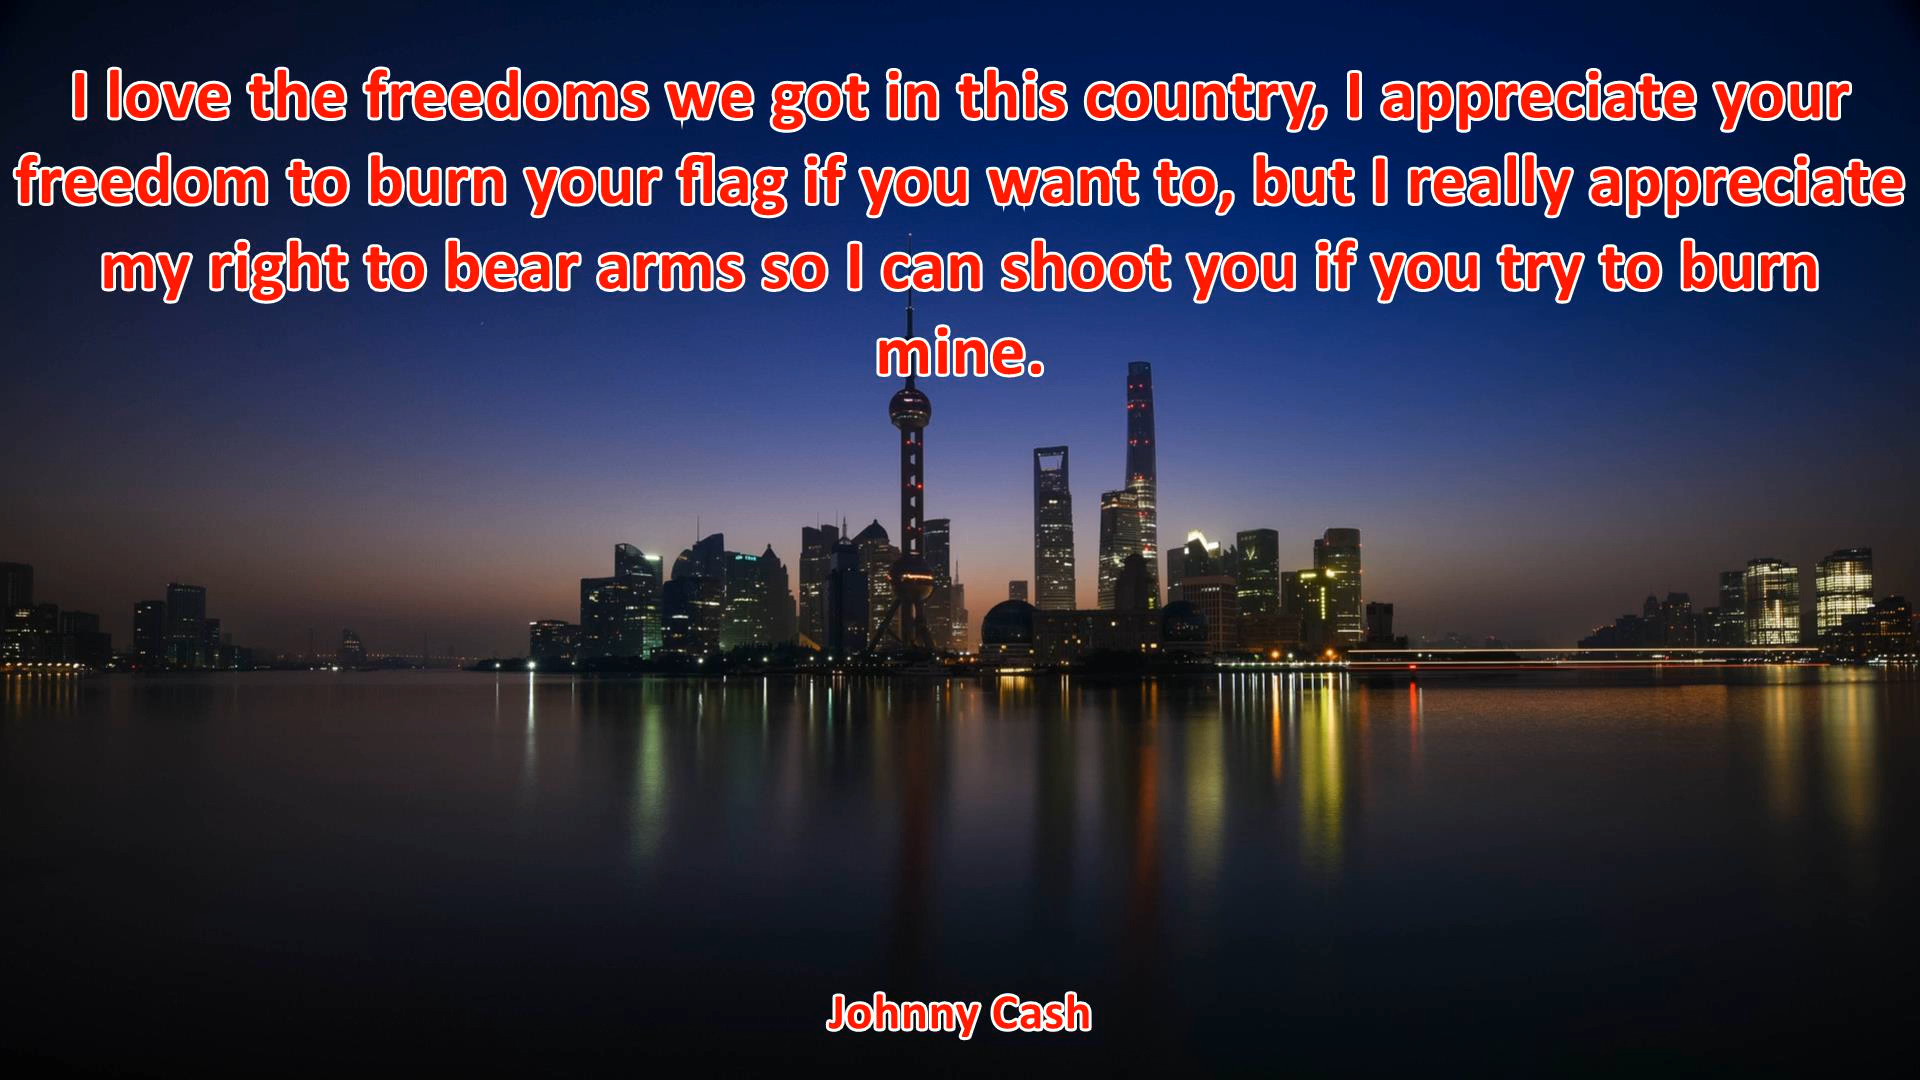 I love the freedoms we got in this country, I appreciate your
freedom to burn your flag if you want to, but I really appreciate
my right to bear arms so I can shoot you if you try to burn
mine.
Johnny Cash